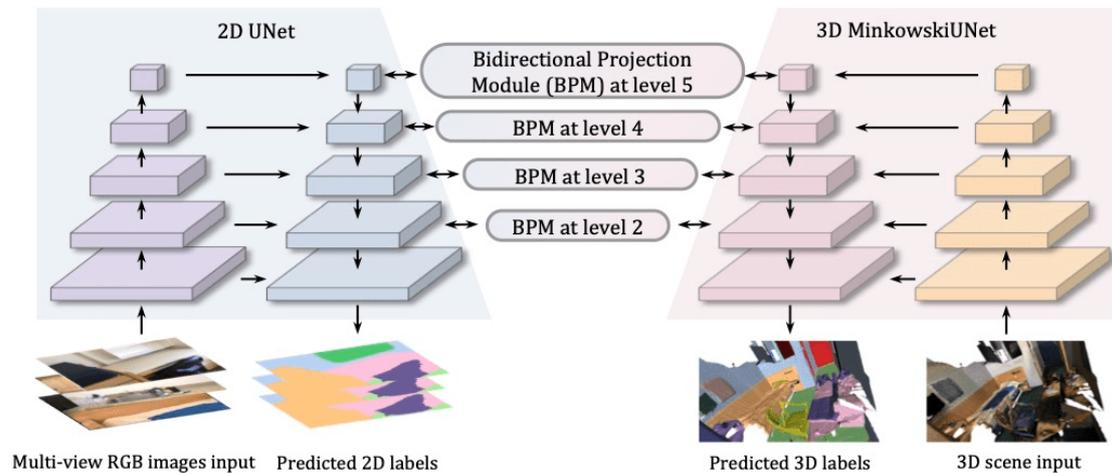 2D UNet
3D MinkowskiUNet
Bidirectional Projection
Module (BPM) at level 5
BPM at level 4
BPM at level 3
BPM at level 2
Multi-view RGB images input
Predicted 2D labels
Predicted 3D labels
3D scene input